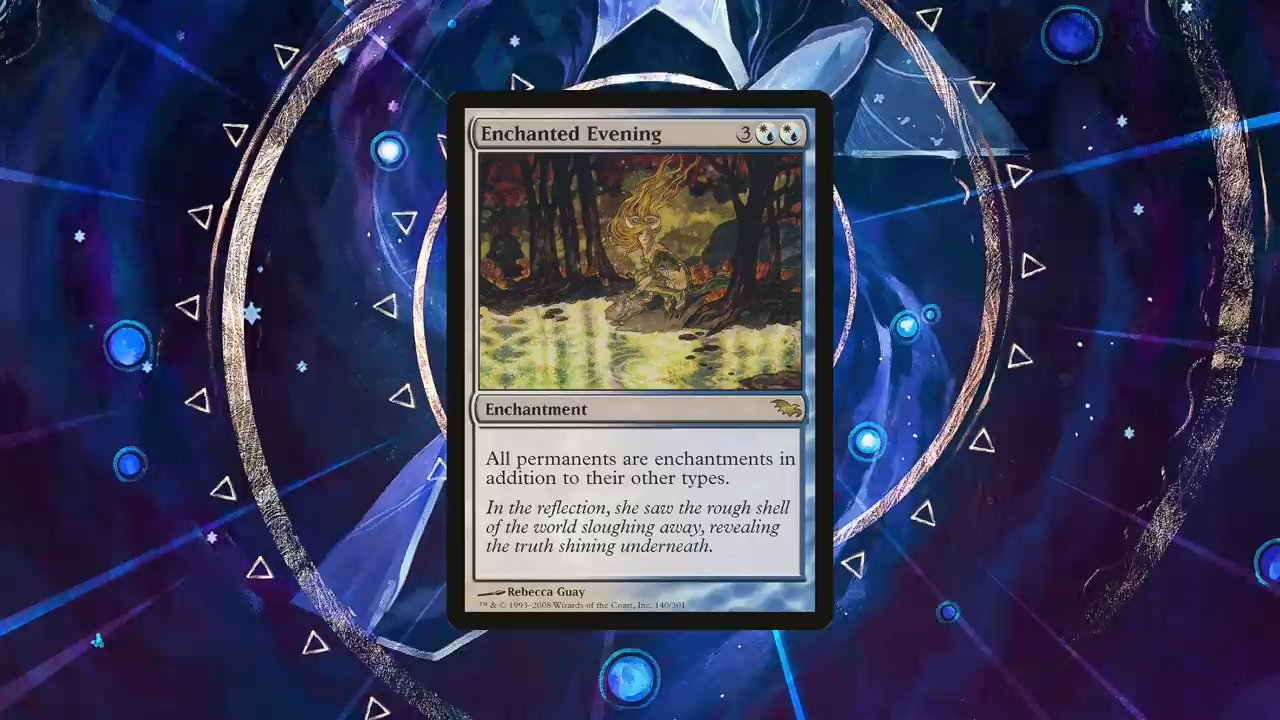 Enchanted Evening 3
Enchantment
All permanents are enchantments in
addition to their other types.
In the reflection, she saw the rough shell
of the world sloughing away, revealing
the truth shining underneath.
Rebecca Guay
™ & © 1993–2008 Wizards of the Coast, Inc. 140/301